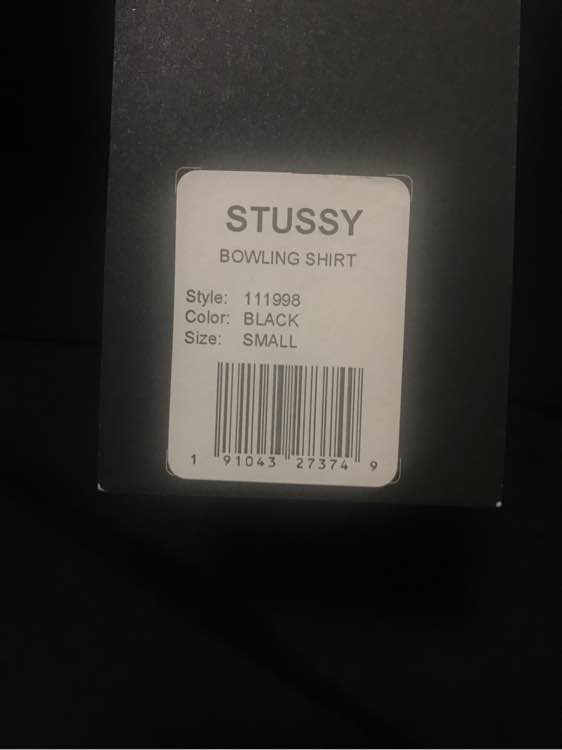 STUSSY
BOWLING SHIRT
Style: 111998
Color: BLACK
Size: SMALL
1 91043 27374 9